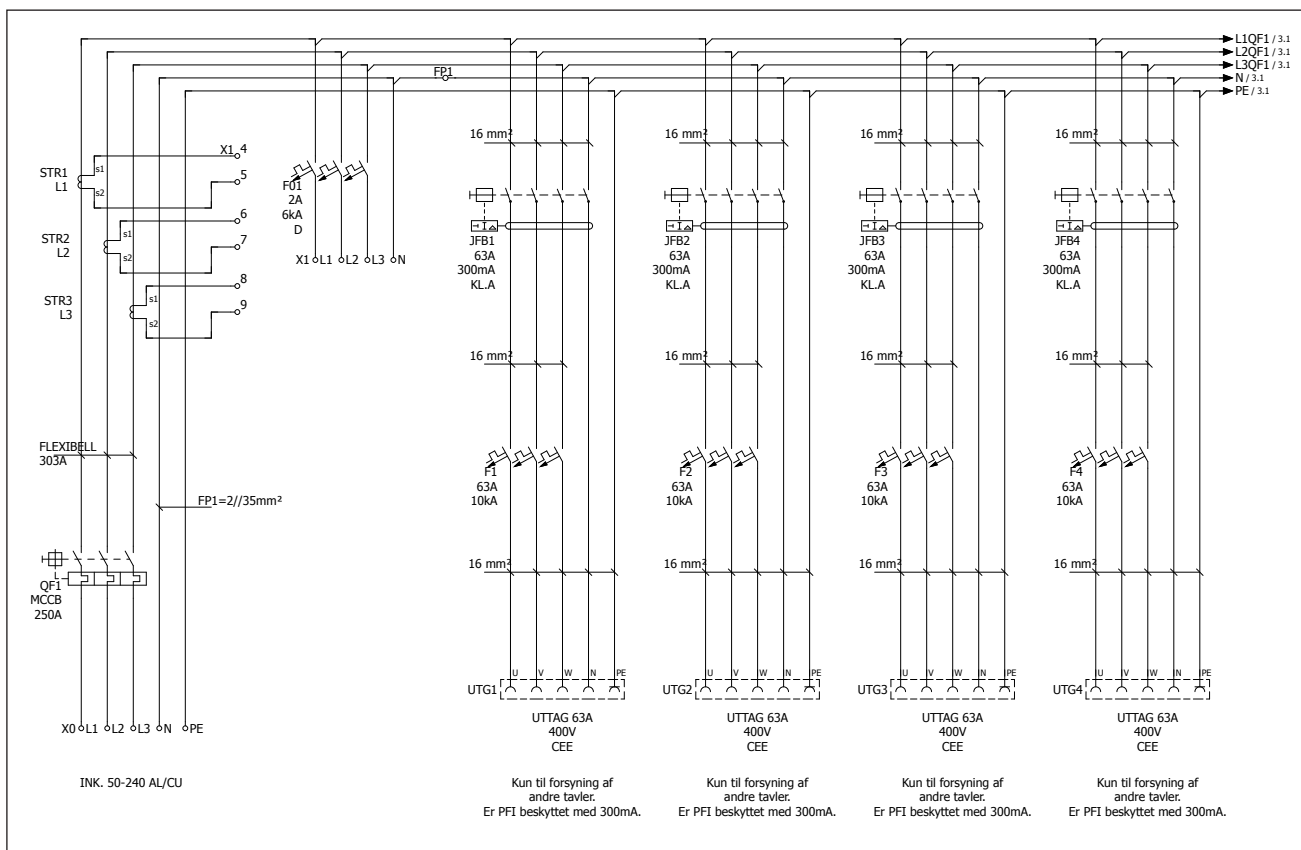 L1QF1 / 3.1
L2QF1 / 3.1
L3QF1 / 3.1
FP1
N / 3.1
PE / 3.1
16 mm² 16 mm² 16 mm² 16 mm²
X1 4
s1
STR1
L1
5
s2
6
s1
STR2
L2
7
s2
8
s1
STR3
L3
9
s2
F01
2A
6kA
D
X1 L1 L2 L3 N
JFB1
63A
300mA
KL.A
JFB2
63A
300mA
KL.A
JFB3
63A
300mA
KL.A
JFB4
63A
300mA
KL.A
16 mm² 16 mm² 16 mm² 16 mm²
FLEXIBELL
303A
F1
63A
10kA
F2
63A
10kA
F3
63A
10kA
F4
63A
10kA
FP1=2//35mm²
QF1
MCCB
250A
16 mm² 16 mm² 16 mm² 16 mm²
U V W N PE
UTG1
U V W N PE
UTG2
U V W N PE
UTG3
U V W N PE
UTG4
X0 L1 L2 L3 N PE
INK. 50-240 AL/CU
UTTAG 63A
400V
CEE
UTTAG 63A
400V
CEE
UTTAG 63A
400V
CEE
UTTAG 63A
400V
CEE
Kun til forsyning af
andre tavler.
Er PFI beskyttet med 300mA.
Kun til forsyning af
andre tavler.
Er PFI beskyttet med 300mA.
Kun til forsyning af
andre tavler.
Er PFI beskyttet med 300mA.
Kun til forsyning af
andre tavler.
Er PFI beskyttet med 300mA.